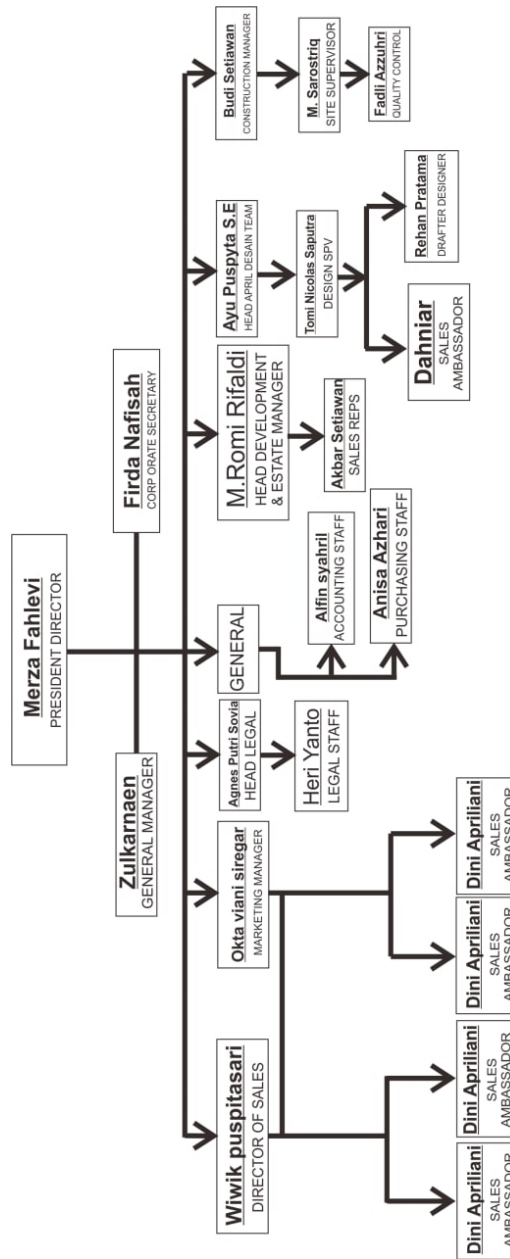 Merza Fahlevi
PRESIDENT DIRECTOR
Zulkarnaen
GENERAL MANAGER
Firda Nafisah
CORP ORATE SECRETARY
Wiwik puspitasari
DIRECTOR OF SALES
Okta viani siregar
MARKETING MANAGER
Agnes Putri Sovia
HEAD LEGAL
GENERAL
M.Romi Rifaldi
HEAD DEVELOPMENT
& ESTATE MANAGER
Ayu Puspyta S.E
HEAD APRIL DESAIN TEAM
Budi Setiawan
CONSTRUCTION MANAGER
Heri Yanto
LEGAL STAFF
Alfin syahril
ACCOUNTING STAFF
Anisa Azhari
PURCHASING STAFF
Akbar Setiawan
SALES REPS
Tomi Nicolas Saputra
DESIGN SPV
M. Sarostriq
SITE SUPERVISOR
Fadli Azzuhri
QUALITY CONTROL
Dahniar
SALES
AMBASSADOR
Rehan Pratama
DRAFTER DESIGNER
Dini Apriliani
SALES
AMBASSADOR
Dini Apriliani
SALES
AMBASSADOR
Dini Apriliani
SALES
AMBASSADOR
Dini Apriliani
SALES
AMBASSADOR